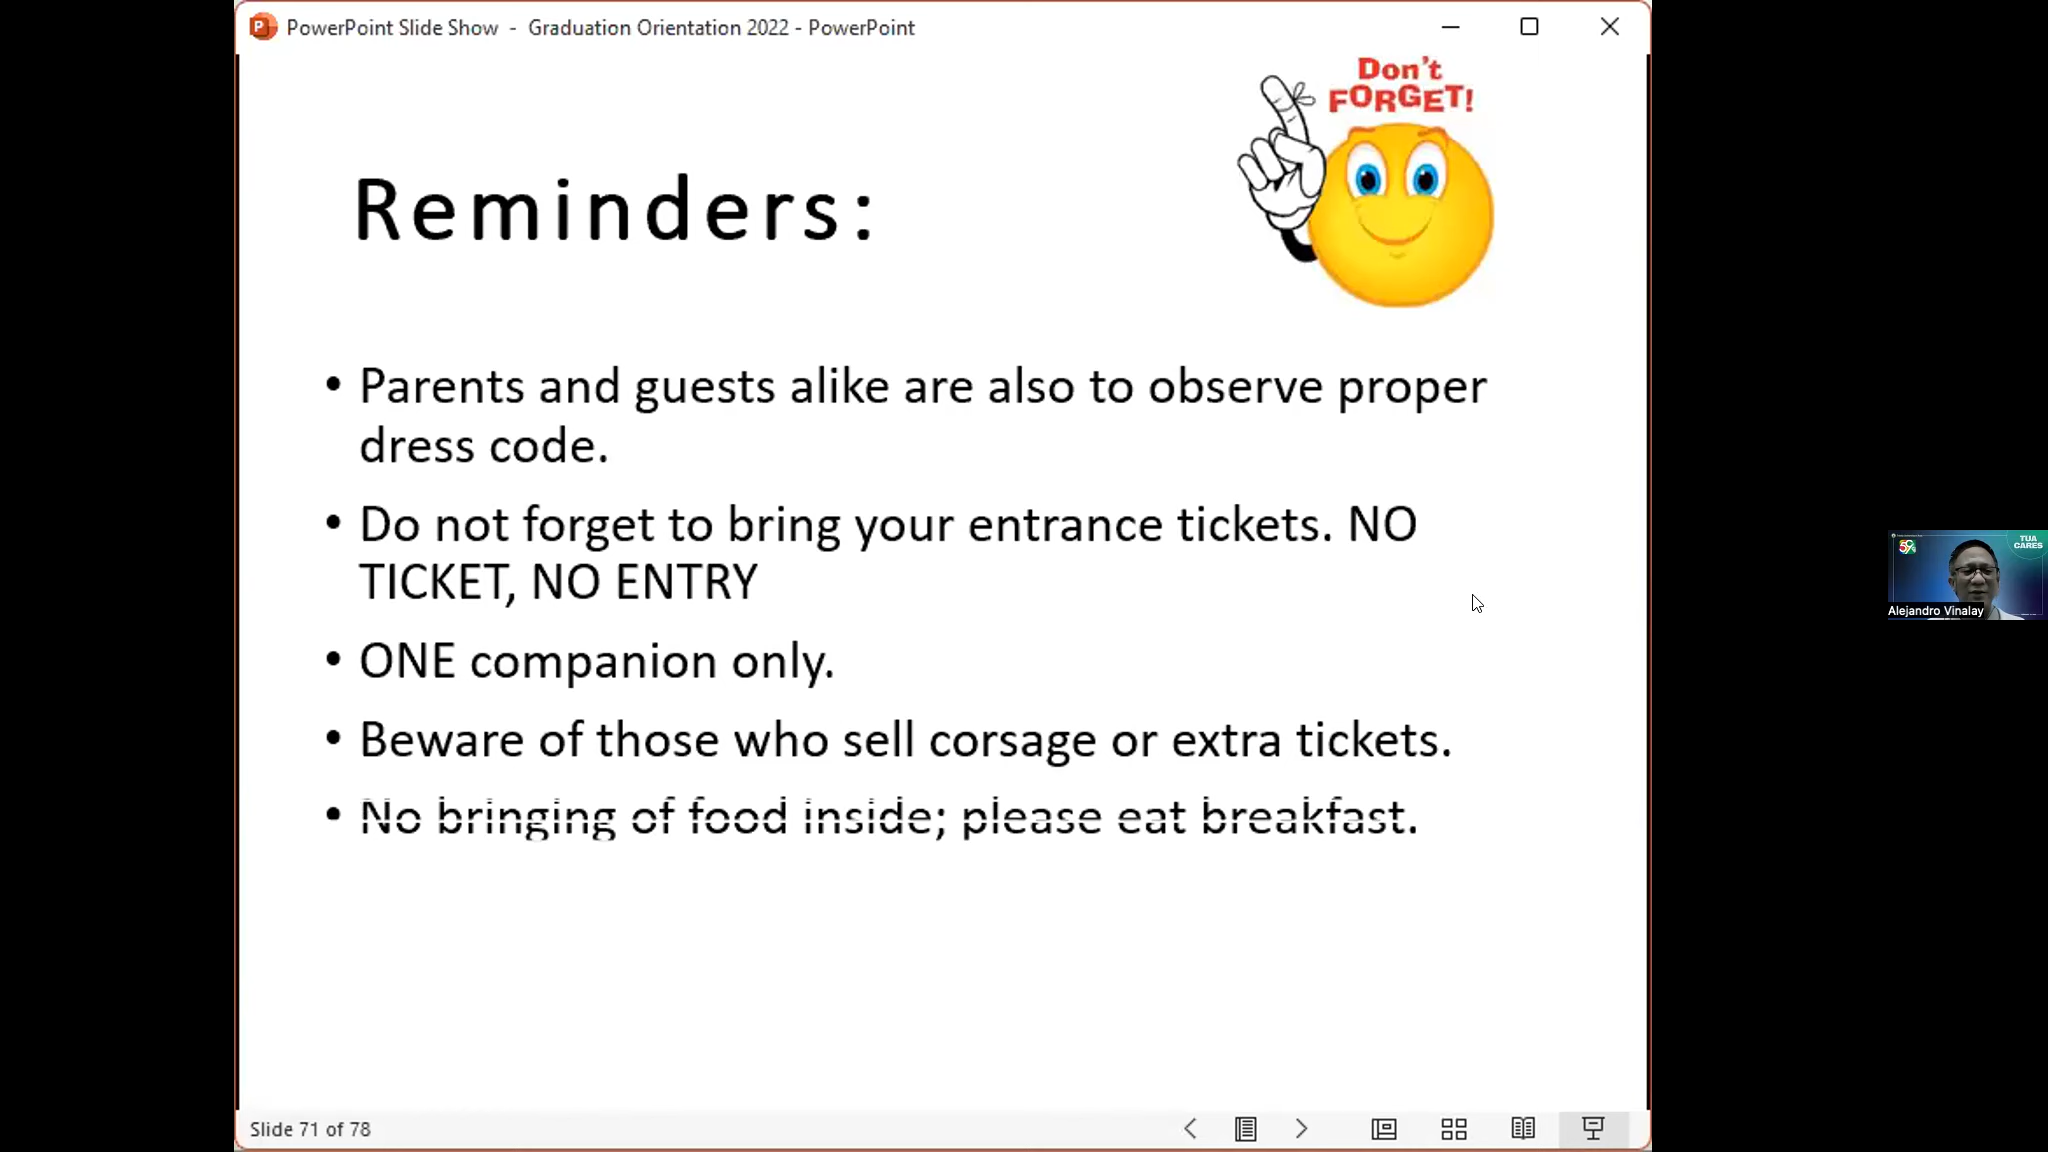 PowerPoint Slide Show - Graduation Orientation 2022 - PowerPoint
Don't
FORGET!
Reminders:
• Parents and guests alike are also to observe proper
dress code.
• Do not forget to bring your entrance tickets. NO
TICKET, NO ENTRY
• ONE companion only.
• Beware of those who sell corsage or extra tickets.
• No bringing of food inside; please eat breakfast.
TUA
CARES
Alejandro Vinalay
Slide 71 of 78